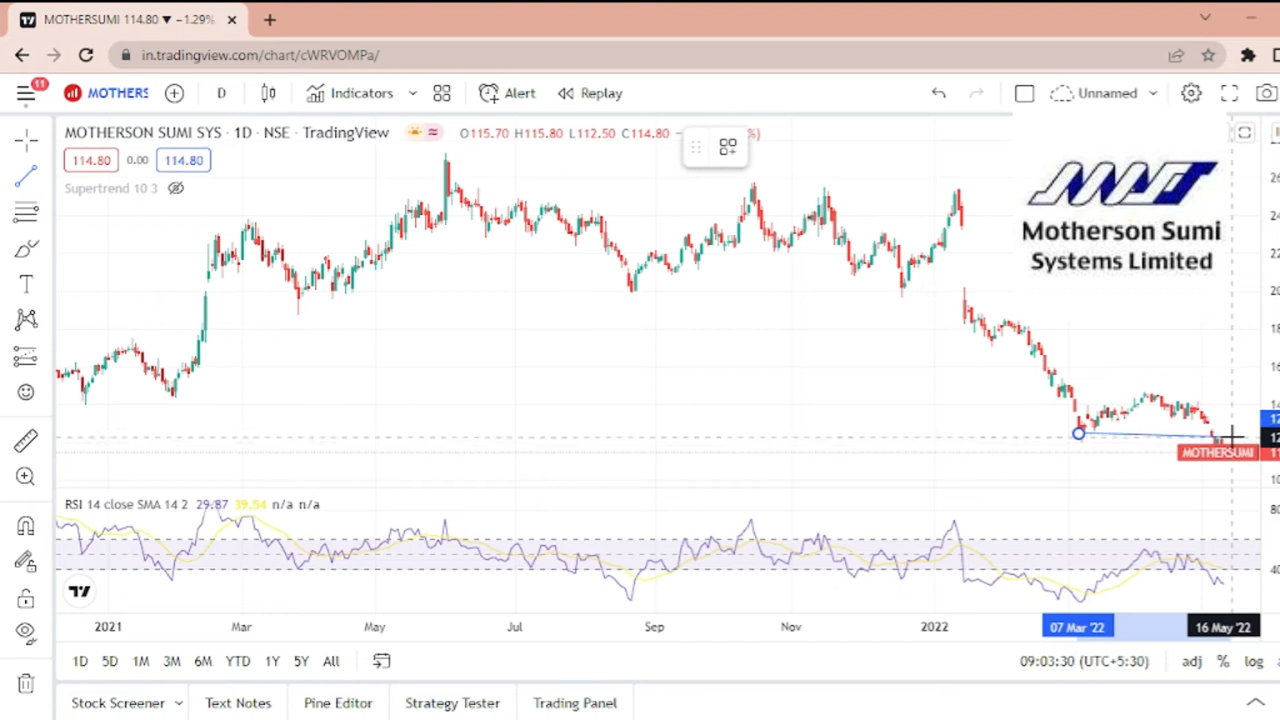 MOTHERSUMI 114.80 ▼ −1.29%
in.tradingview.com/chart/cWRVOMPa/
11
MOTHERS
D
Indicators
Alert
Replay
Unnamed
MOTHERSON SUMI SYS · 1D · NSE · TradingView
O115.70 H115.80 L112.50 C114.80
114.80 0.00 114.80
Supertrend 10 3
Motherson Sumi
Systems Limited
MOTHERSUMI
RSI 14 close SMA 14 2 29.87 39.54 n/a n/a
2021 Mar May Jul Sep Nov 2022 07 Mar '22 16 May '22
1D 5D 1M 3M 6M YTD 1Y 5Y All
09:03:30 (UTC+5:30) adj % log
Stock Screener Text Notes Pine Editor Strategy Tester Trading Panel